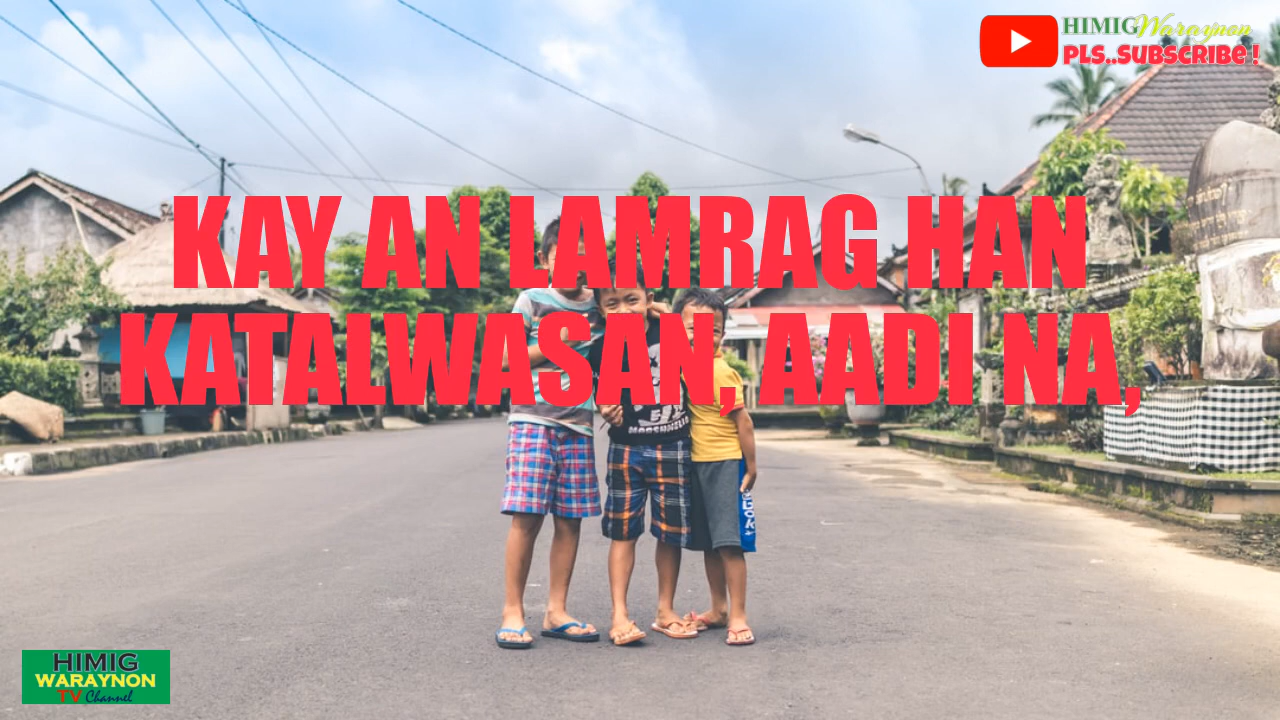 HIMIG Waraynon
PLS..SUBSCRIBE !
KAY AN LAMRAG HAN
KATALWASAN, AADI NA,
HIMIG
WARAYNON
TV Channel